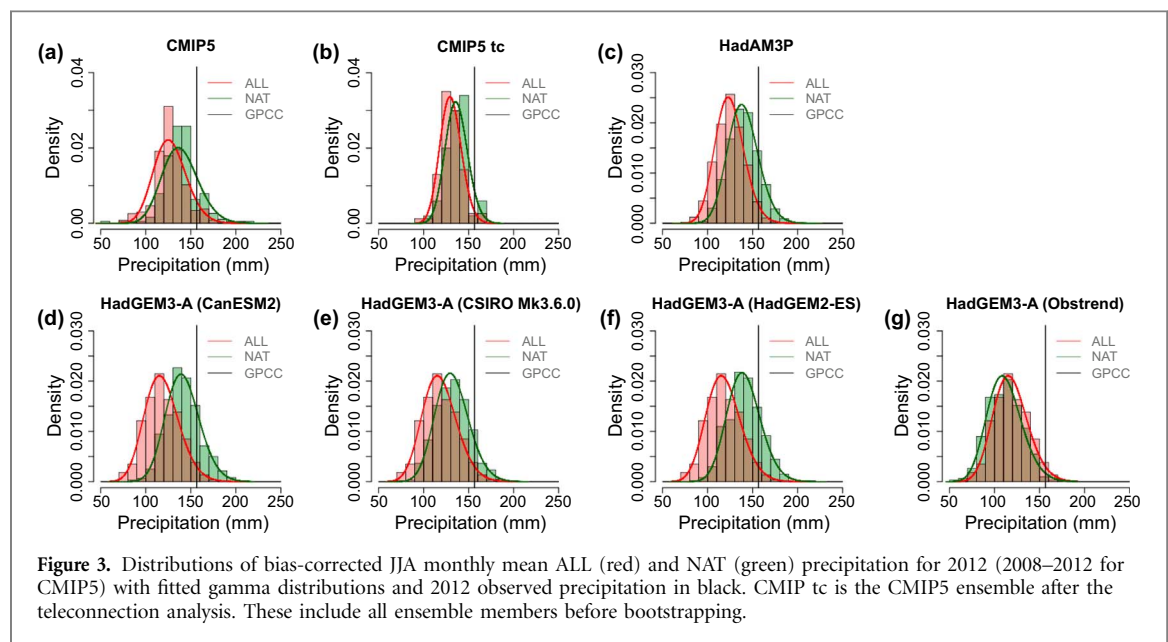 (a)
CMIP5
Density
0.00 0.02 0.04
ALL
NAT
GPCC
50 100 150 200 250
Precipitation (mm)
(b)
CMIP5 tc
Density
0.00 0.02 0.04
ALL
NAT
GPCC
50 100 150 200 250
Precipitation (mm)
(c)
HadAM3P
Density
0.000 0.010 0.020 0.030
ALL
NAT
GPCC
50 100 150 200 250
Precipitation (mm)
(d)
HadGEM3-A (CanESM2)
Density
0.000 0.010 0.020 0.030
ALL
NAT
GPCC
50 100 150 200 250
Precipitation (mm)
(e)
HadGEM3-A (CSIRO Mk3.6.0)
Density
0.000 0.010 0.020 0.030
ALL
NAT
GPCC
50 100 150 200 250
Precipitation (mm)
(f)
HadGEM3-A (HadGEM2-ES)
Density
0.000 0.010 0.020 0.030
ALL
NAT
GPCC
50 100 150 200 250
Precipitation (mm)
(g)
HadGEM3-A (Obstrend)
Density
0.000 0.010 0.020 0.030
ALL
NAT
GPCC
50 100 150 200 250
Precipitation (mm)
Figure 3. Distributions of bias-corrected JJA monthly mean ALL (red) and NAT (green) precipitation for 2012 (2008–2012 for
CMIP5) with fitted gamma distributions and 2012 observed precipitation in black. CMIP tc is the CMIP5 ensemble after the
teleconnection analysis. These include all ensemble members before bootstrapping.